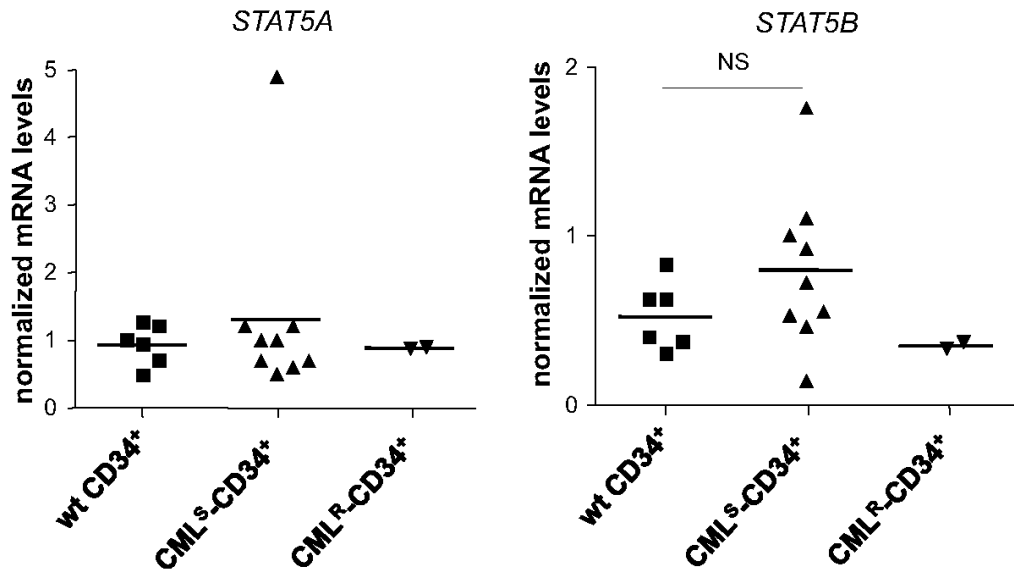 STAT5A
normalized mRNA levels
5
4
3
2
1
0
wt CD34⁺
CMLˢ-CD34⁺
CMLᴿ-CD34⁺
STAT5B
NS
normalized mRNA levels
2
1
0
wt CD34⁺
CMLˢ-CD34⁺
CMLᴿ-CD34⁺